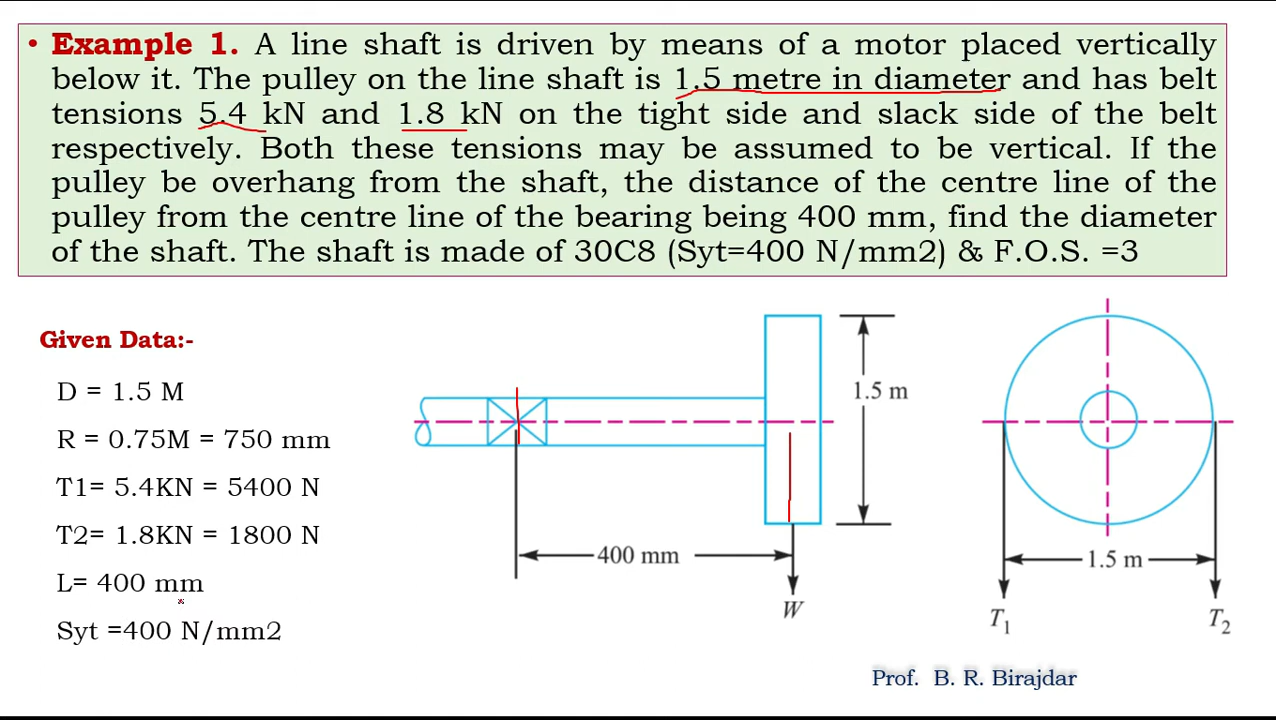 • Example 1. A line shaft is driven by means of a motor placed vertically
below it. The pulley on the line shaft is 1.5 metre in diameter and has belt
tensions 5.4 kN and 1.8 kN on the tight side and slack side of the belt
respectively. Both these tensions may be assumed to be vertical. If the
pulley be overhang from the shaft, the distance of the centre line of the
pulley from the centre line of the bearing being 400 mm, find the diameter
of the shaft. The shaft is made of 30C8 (Syt=400 N/mm2) & F.O.S. =3
Given Data:-
D = 1.5 M
R = 0.75M = 750 mm
T1= 5.4KN = 5400 N
T2= 1.8KN = 1800 N
L= 400 mm
Syt =400 N/mm2
1.5 m
400 mm
W
1.5 m
T1
T2
Prof. B. R. Birajdar